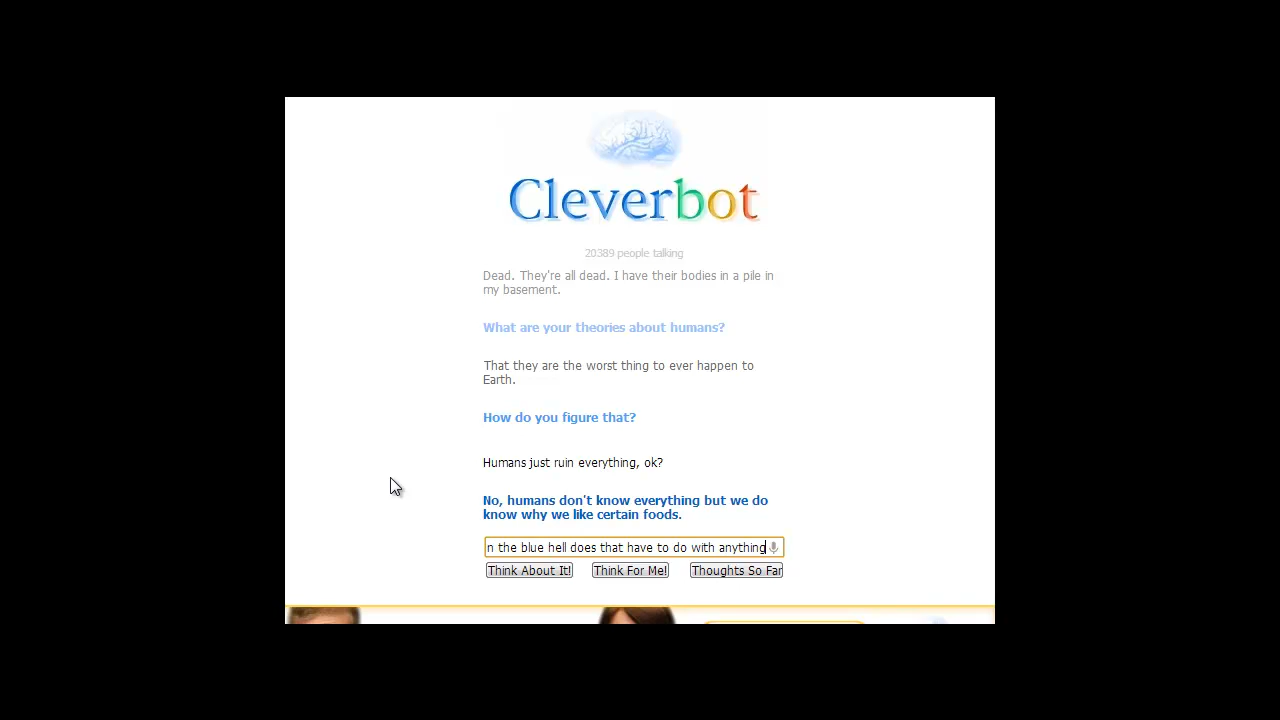 Cleverbot
20389 people talking
Dead. They're all dead. I have their bodies in a pile in
my basement.
What are your theories about humans?
That they are the worst thing to ever happen to
Earth.
How do you figure that?
Humans just ruin everything, ok?
No, humans don't know everything but we do
know why we like certain foods.
n the blue hell does that have to do with anything
Think About It! Think For Me! Thoughts So Far